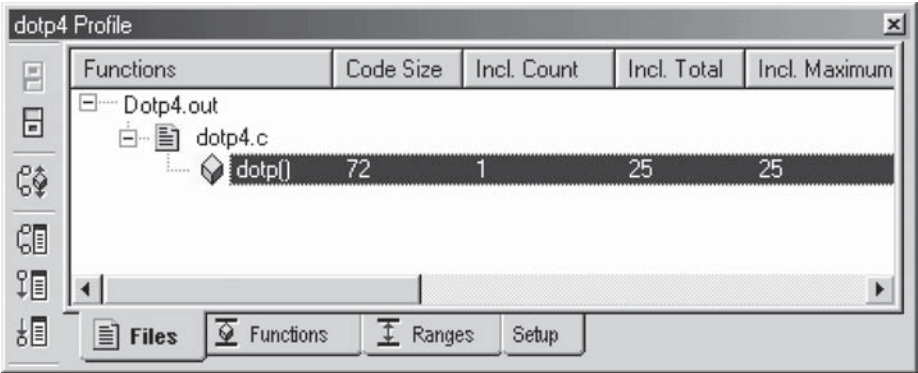 dotp4 Profile
Functions Code Size Incl. Count Incl. Total Incl. Maximum
Dotp4.out
dotp4.c
dotp() 72 1 25 25
Files Functions Ranges Setup